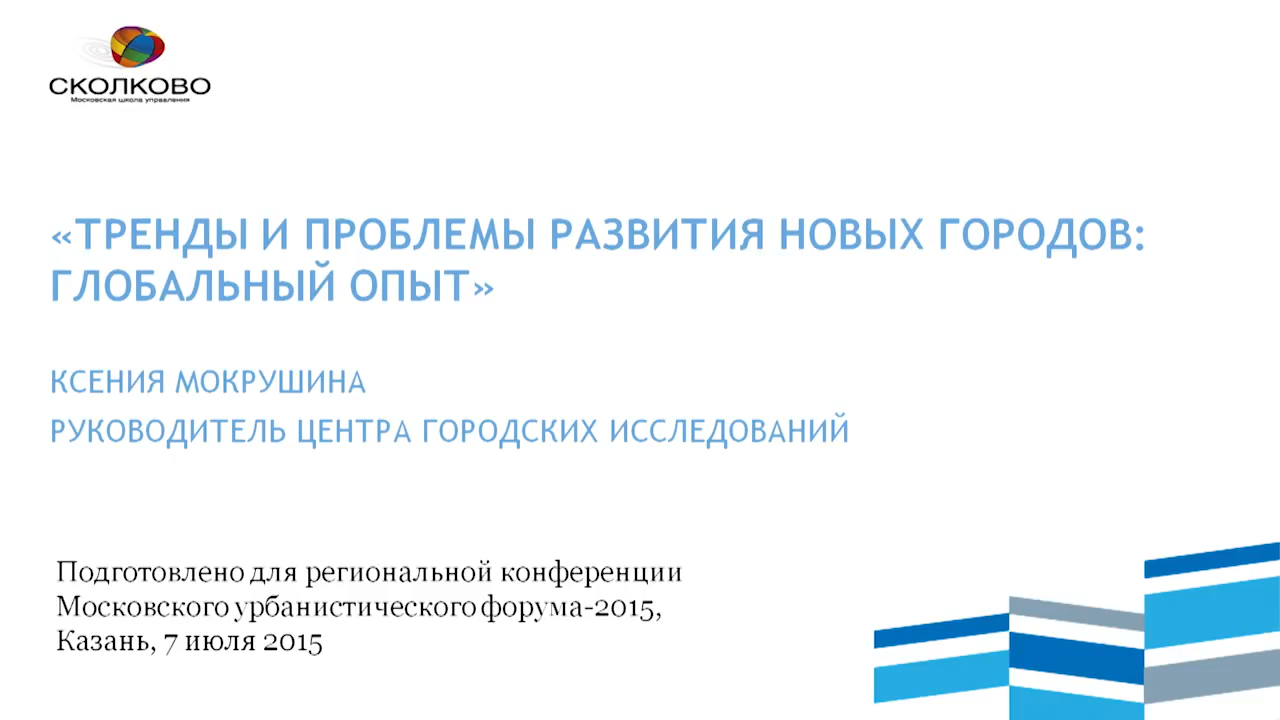 СКОЛКОВО
Московская школа управления
«ТРЕНДЫ И ПРОБЛЕМЫ РАЗВИТИЯ НОВЫХ ГОРОДОВ:
ГЛОБАЛЬНЫЙ ОПЫТ»
КСЕНИЯ МОКРУШИНА
РУКОВОДИТЕЛЬ ЦЕНТРА ГОРОДСКИХ ИССЛЕДОВАНИЙ
Подготовлено для региональной конференции
Московского урбанистического форума-2015,
Казань, 7 июля 2015